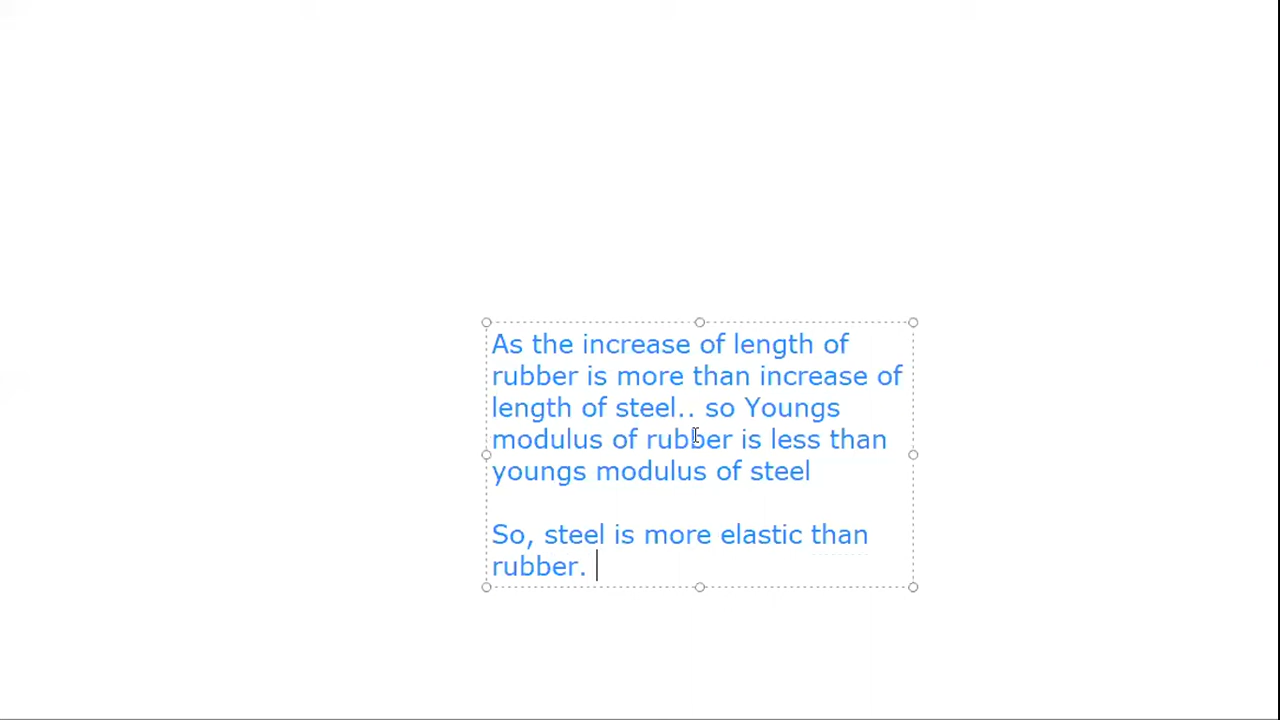 As the increase of length of
rubber is more than increase of
length of steel.. so Youngs
modulus of rubber is less than
youngs modulus of steel
So, steel is more elastic than
rubber.